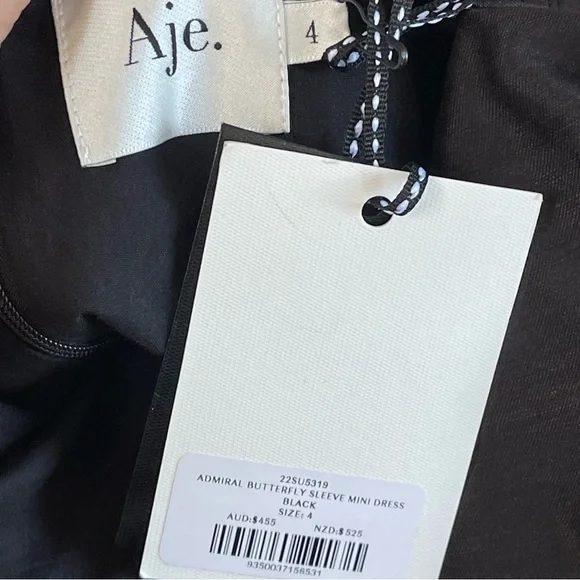 Aje.
4
22SU5319
ADMIRAL BUTTERFLY SLEEVE MINI DRESS
BLACK
SIZE: 4
AUD:$455 NZD:$525
9350037156531